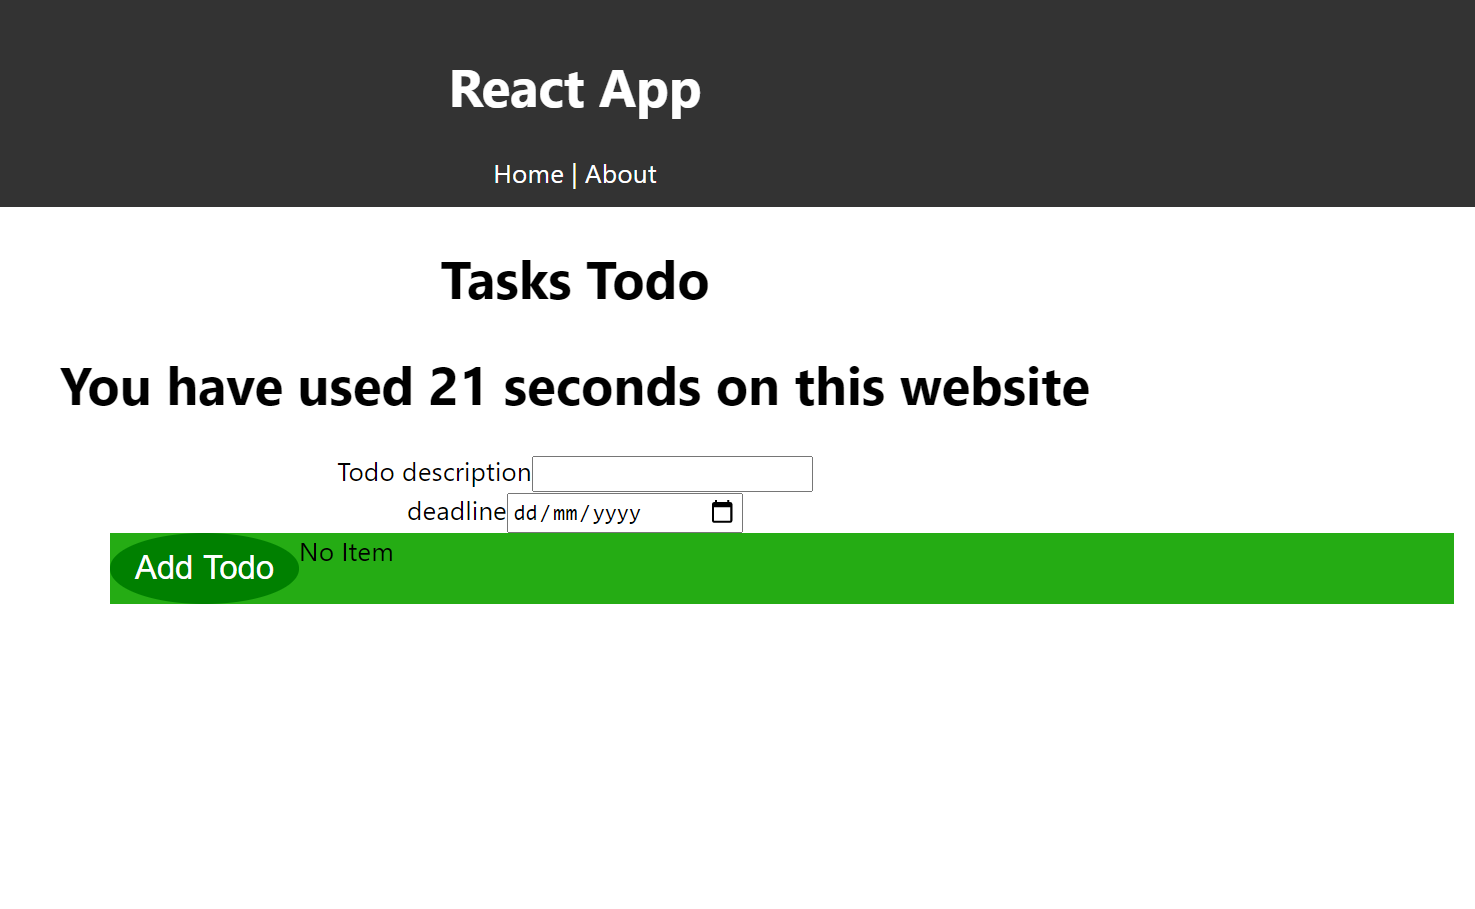 React App
Home | About
Tasks Todo
You have used 21 seconds on this website
Todo description
deadline dd/mm/yyyy
Add Todo No Item